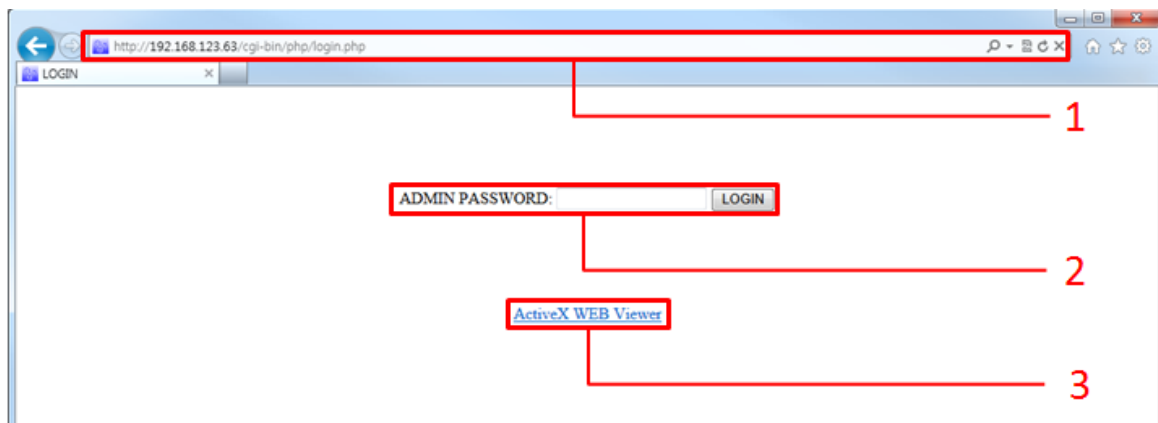 http://192.168.123.63/cgi-bin/php/login.php
LOGIN
1
ADMIN PASSWORD: LOGIN
2
ActiveX WEB Viewer
3